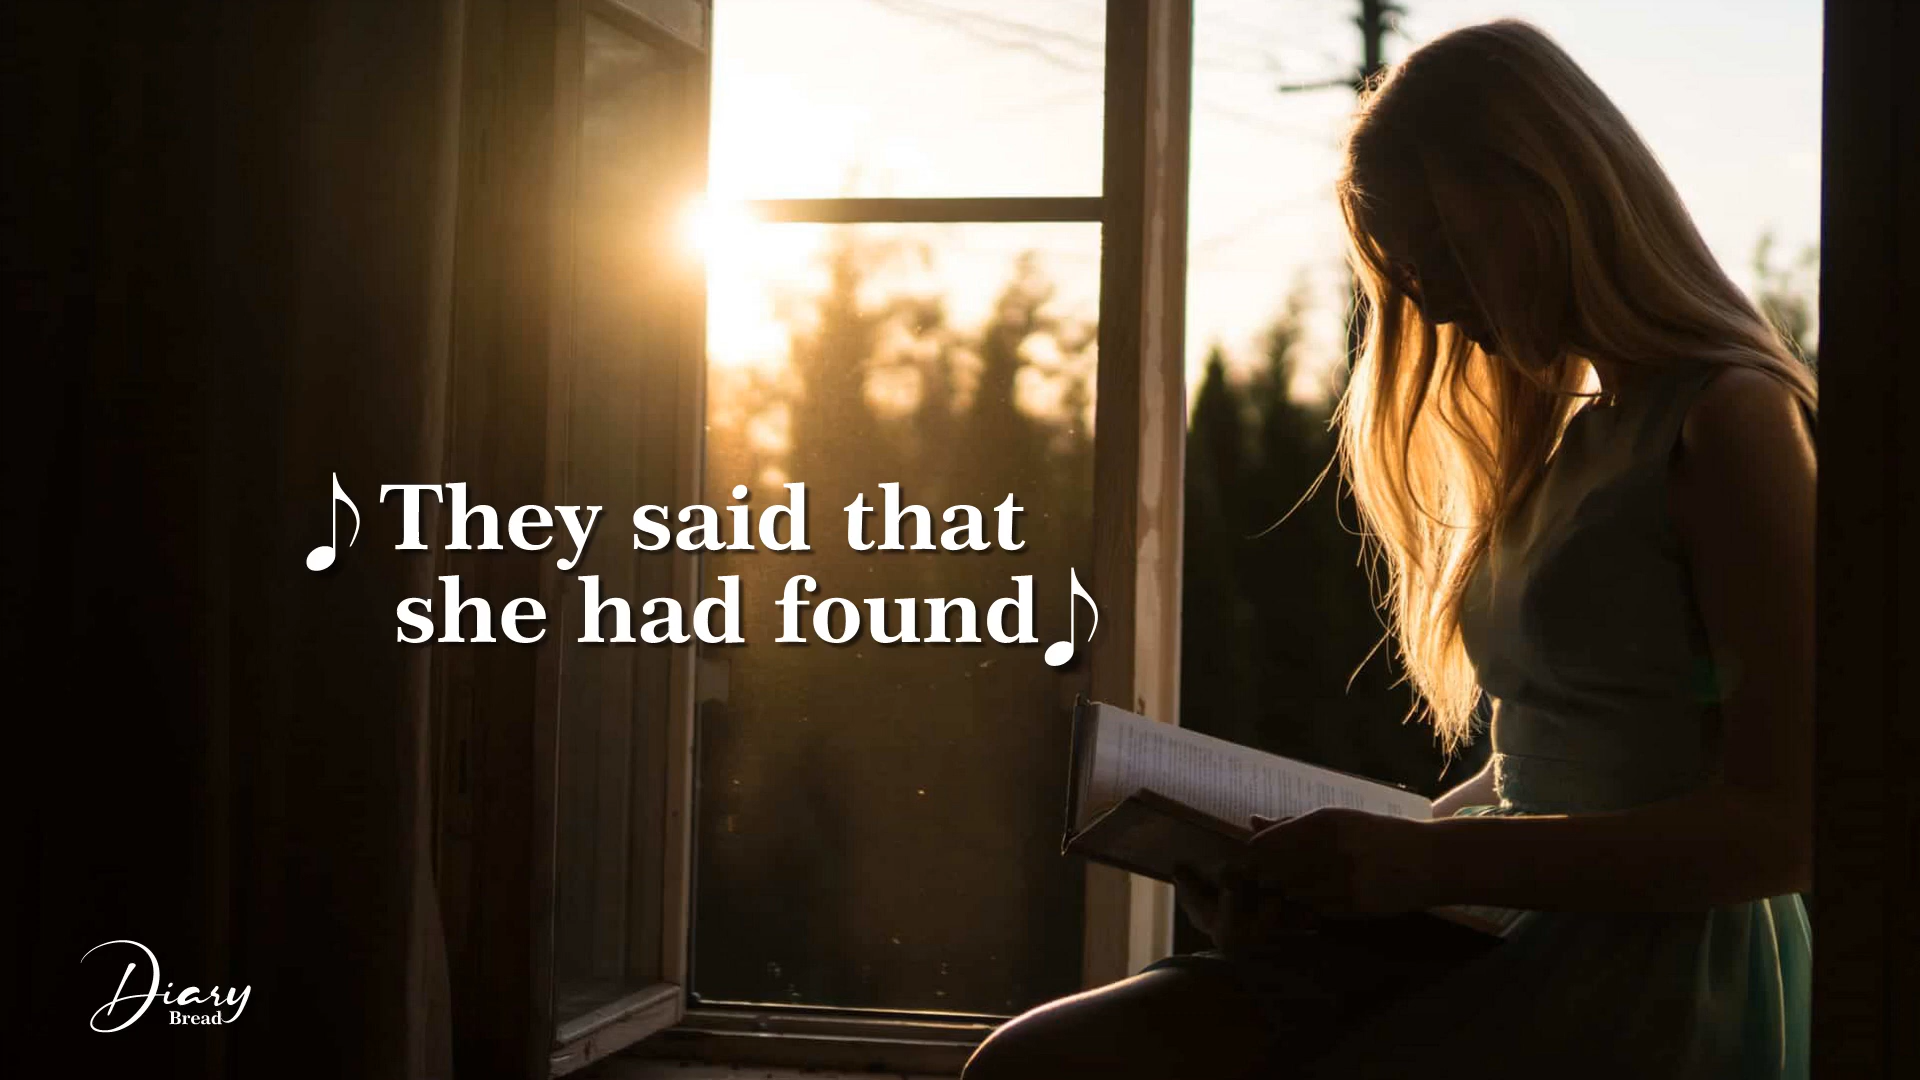 ♪ They said that
she had found ♪
Diary
Bread